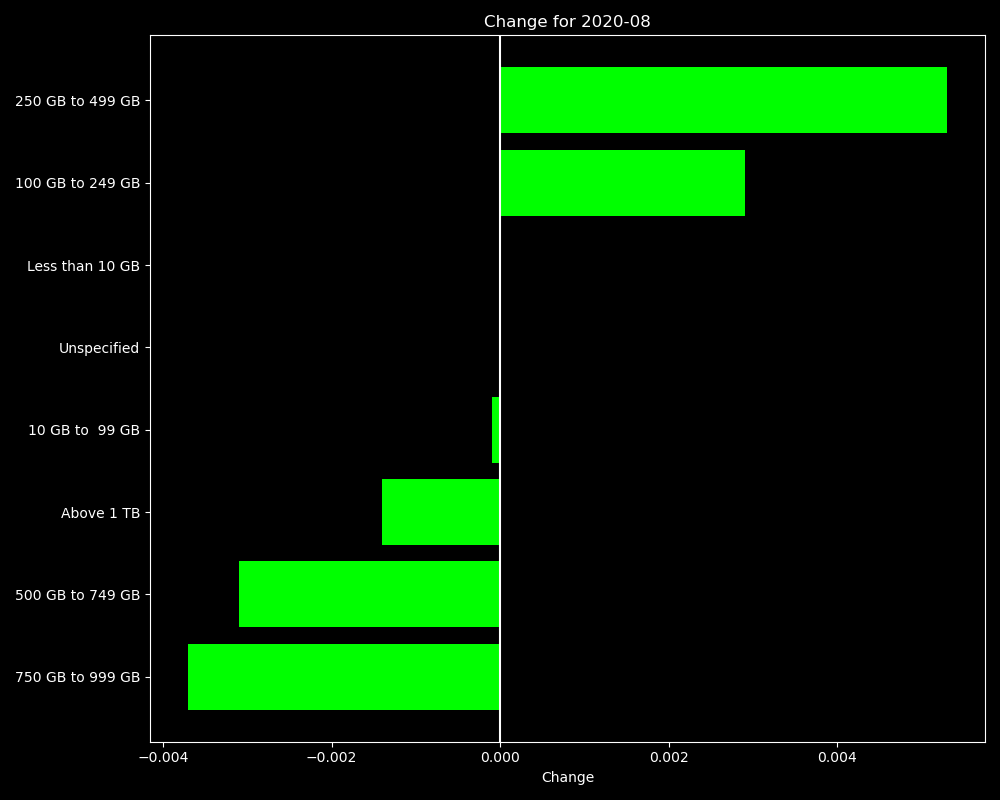 Change for 2020-08
250 GB to 499 GB
100 GB to 249 GB
Less than 10 GB
Unspecified
10 GB to  99 GB
Above 1 TB
500 GB to 749 GB
750 GB to 999 GB
−0.004 −0.002 0.000 0.002 0.004
Change